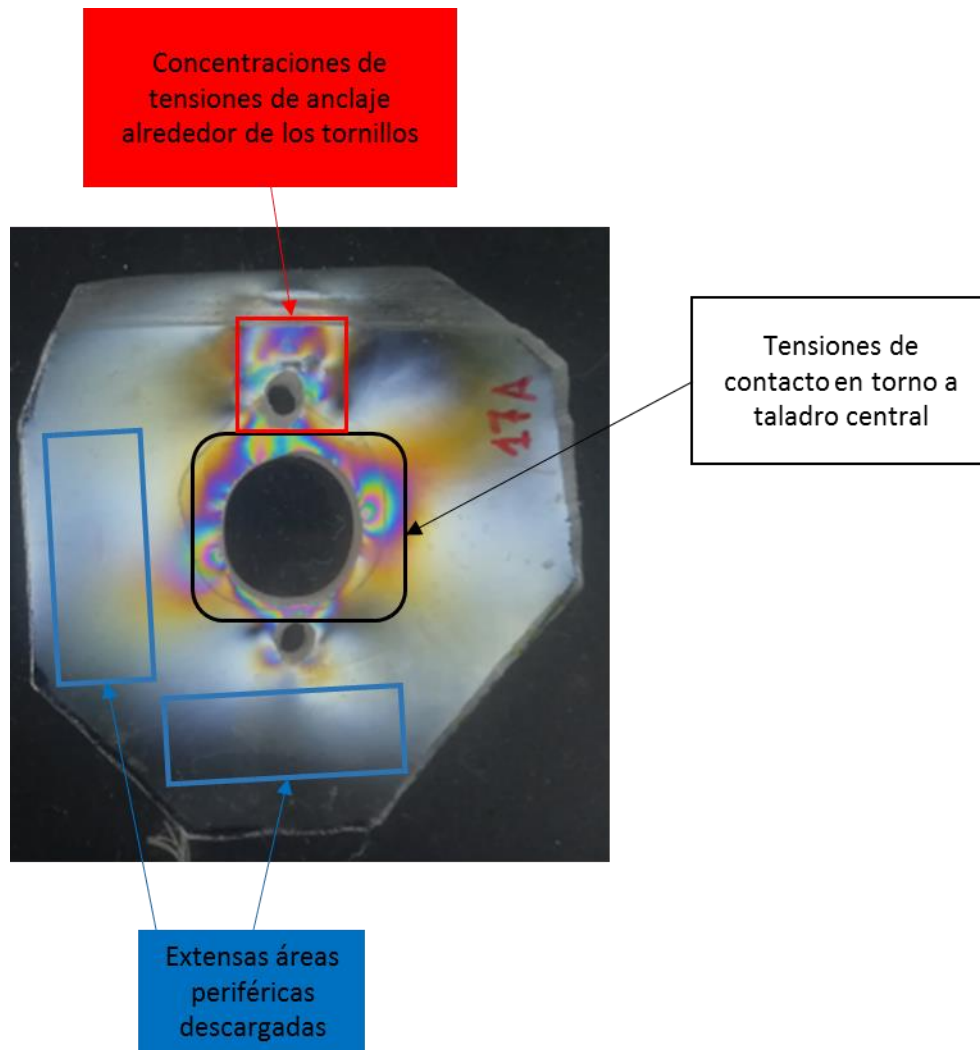 Concentraciones de
tensiones de anclaje
alrededor de los tornillos
17A
Tensiones de
contacto en torno a
taladro central
Extensas áreas
periféricas
descargadas